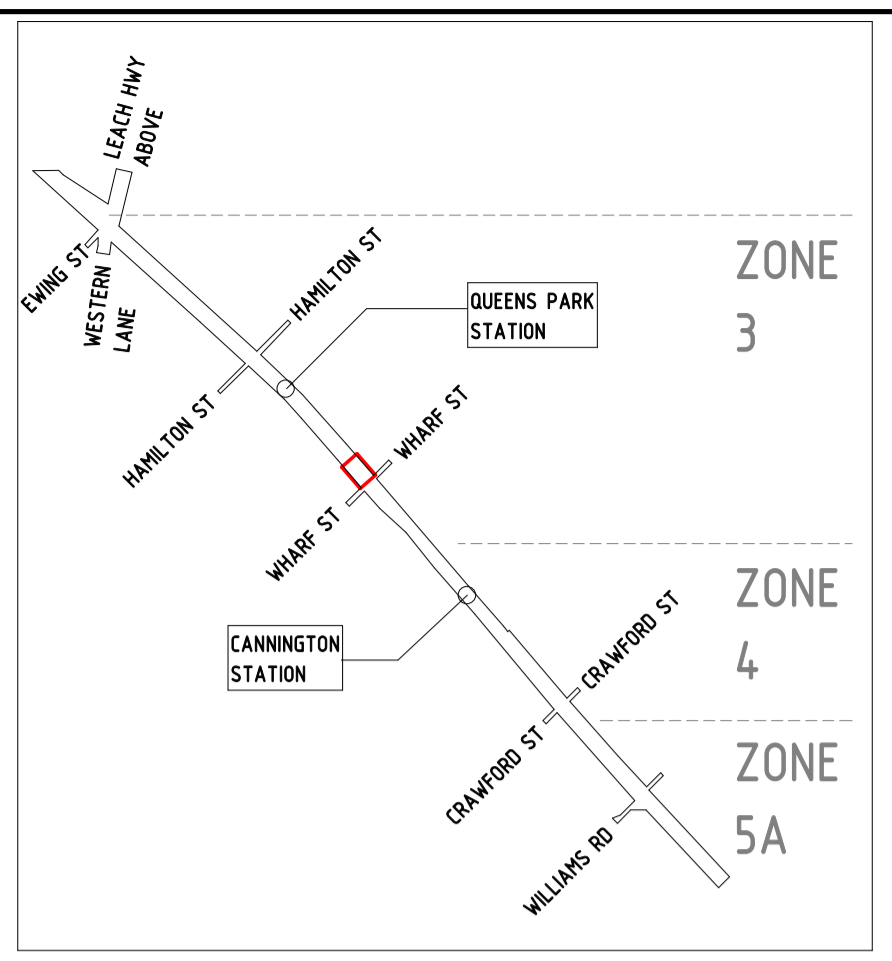 LEACH HWY
ABOVE
EWING ST
WESTERN
LANE
HAMILTON ST
ZONE
3
QUEENS PARK
STATION
HAMILTON ST
WHARF ST
WHARF ST
ZONE
4
CANNINGTON
STATION
CRAWFORD ST
CRAWFORD ST
ZONE
5A
WILLIAMS RD